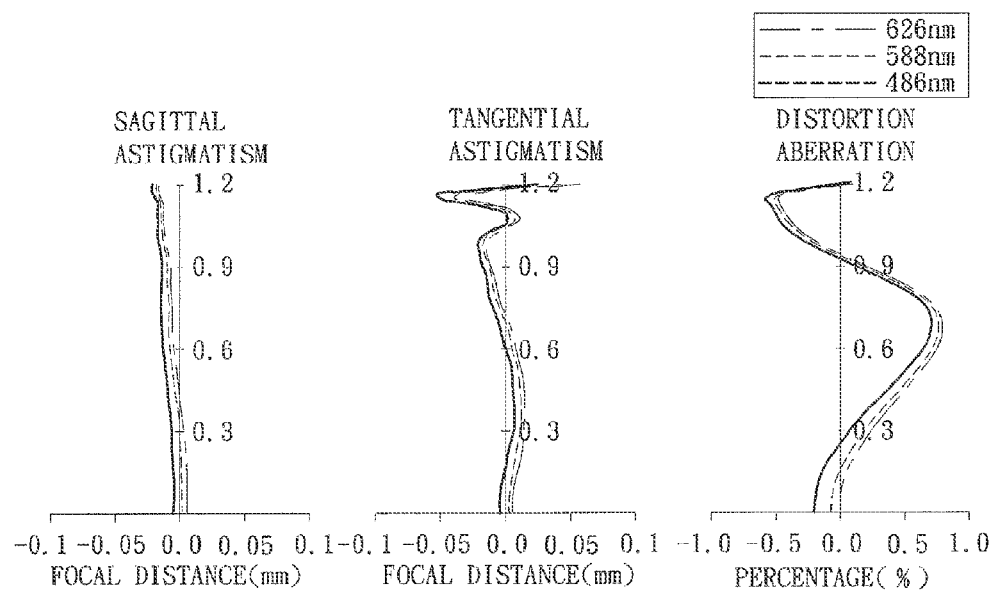 626nm
588nm
486nm
SAGITTAL
ASTIGMATISM
1.2
0.9
0.6
0.3
-0.1 -0.05 0.0 0.05 0.1
FOCAL DISTANCE(mm)
TANGENTIAL
ASTIGMATISM
1.2
0.9
0.6
0.3
-0.1 -0.05 0.0 0.05 0.1
FOCAL DISTANCE(mm)
DISTORTION
ABERRATION
1.2
0.9
0.6
0.3
-1.0 -0.5 0.0 0.5 1.0
PERCENTAGE(%)